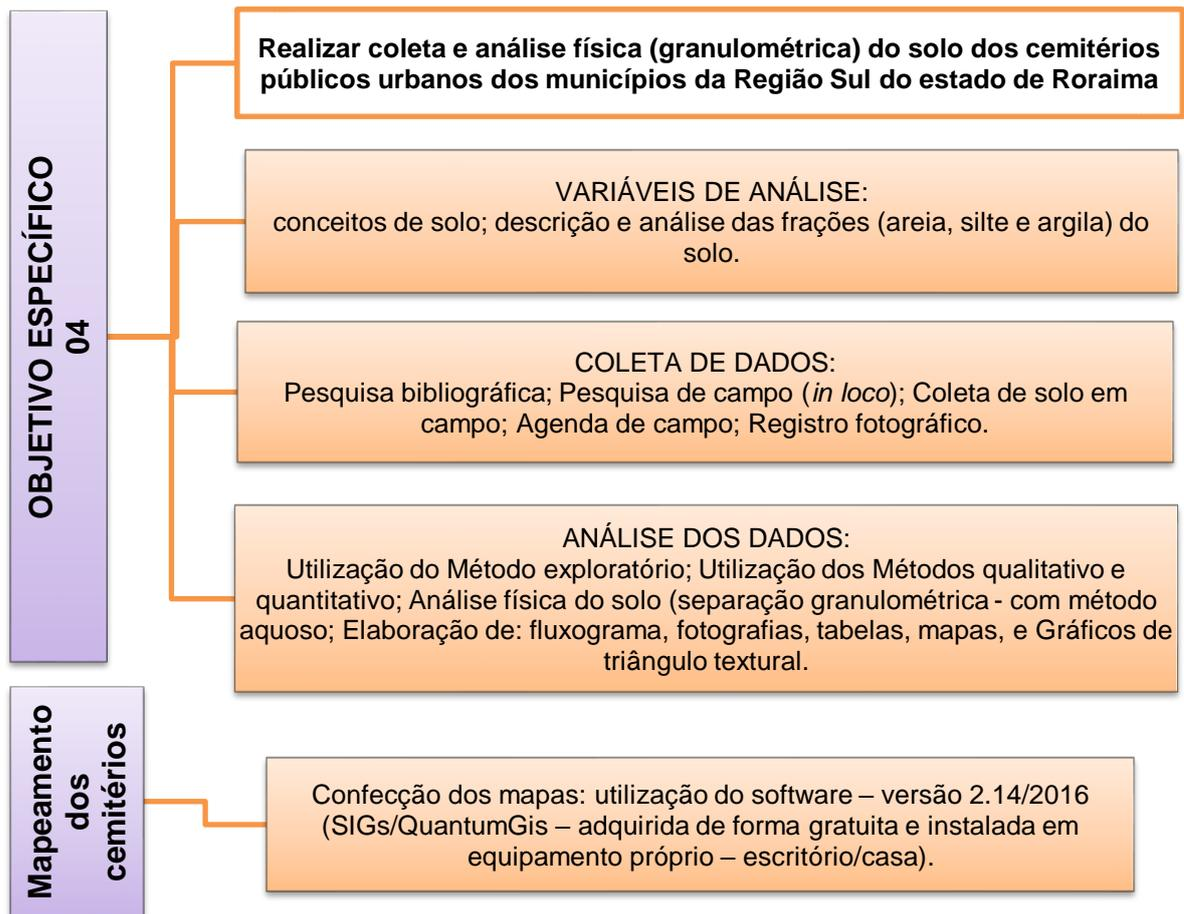 OBJETIVO ESPECÍFICO
04
Realizar coleta e análise física (granulométrica) do solo dos cemitérios
públicos urbanos dos municípios da Região Sul do estado de Roraima
VARIÁVEIS DE ANÁLISE:
conceitos de solo; descrição e análise das frações (areia, silte e argila) do
solo.
COLETA DE DADOS:
Pesquisa bibliográfica; Pesquisa de campo (in loco); Coleta de solo em
campo; Agenda de campo; Registro fotográfico.
ANÁLISE DOS DADOS:
Utilização do Método exploratório; Utilização dos Métodos qualitativo e
quantitativo; Análise física do solo (separação granulométrica - com método
aquoso; Elaboração de: fluxograma, fotografias, tabelas, mapas, e Gráficos de
triângulo textural.
Mapeamento
dos
cemitérios
Confecção dos mapas: utilização do software – versão 2.14/2016
(SIGs/QuantumGis – adquirida de forma gratuita e instalada em
equipamento próprio – escritório/casa).